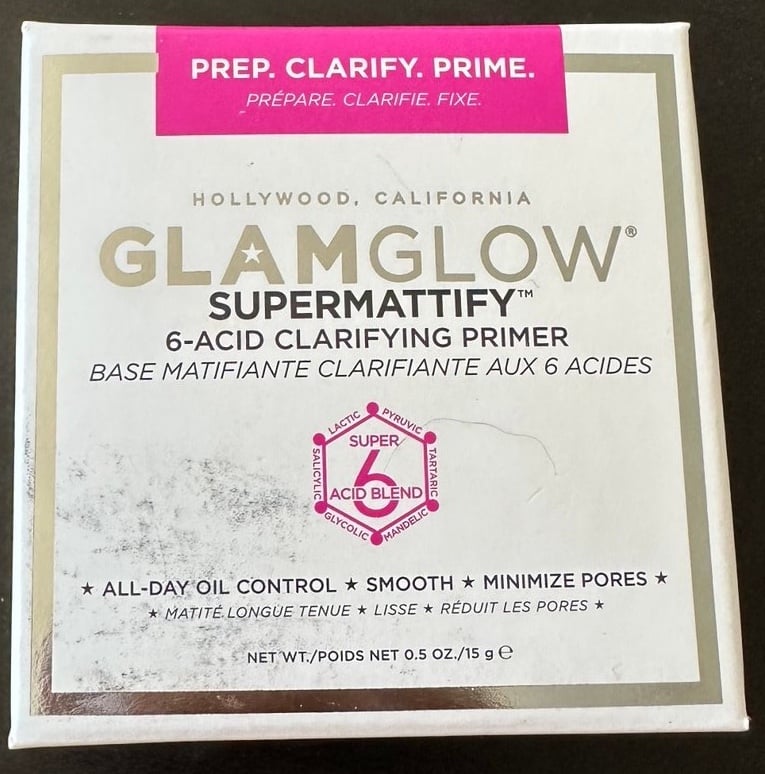 PREP. CLARIFY. PRIME.
PRÉPARE. CLARIFIE. FIXE.
HOLLYWOOD, CALIFORNIA
GLAMGLOW®
SUPERMATTIFY™
6-ACID CLARIFYING PRIMER
BASE MATIFIANTE CLARIFIANTE AUX 6 ACIDES
LACTIC
PYRUVIC
SALICYLIC
SUPER
6
ACID BLEND
TARTARIC
GLYCOLIC
MANDELIC
★ ALL-DAY OIL CONTROL ★ SMOOTH ★ MINIMIZE PORES ★
★ MATITÉ LONGUE TENUE ★ LISSE ★ RÉDUIT LES PORES ★
NET WT./POIDS NET 0.5 OZ./15 g ℮